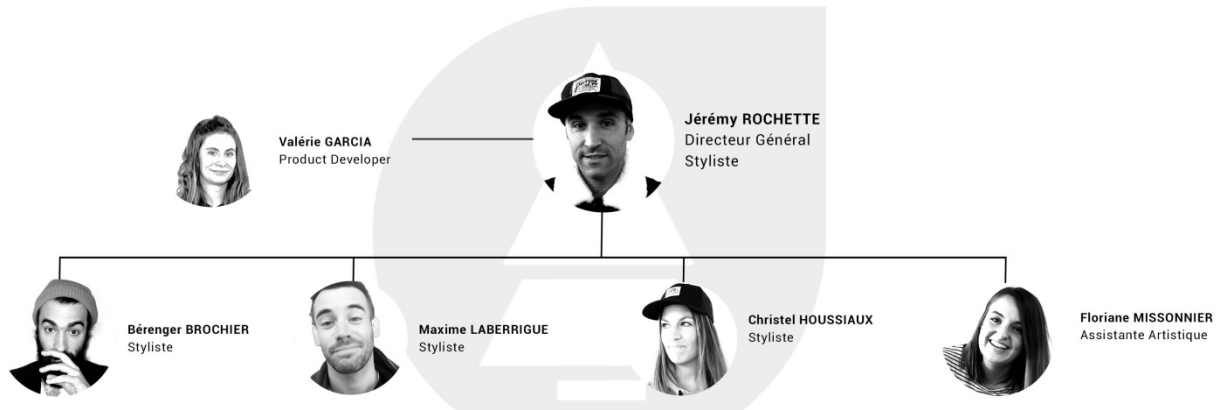 Valérie GARCIA
Product Developer
Jérémy ROCHETTE
Directeur Général
Styliste
Bérenger BROCHIER
Styliste
Maxime LABERRIGUE
Styliste
Christel HOUSSIAUX
Styliste
Floriane MISSONNIER
Assistante Artistique